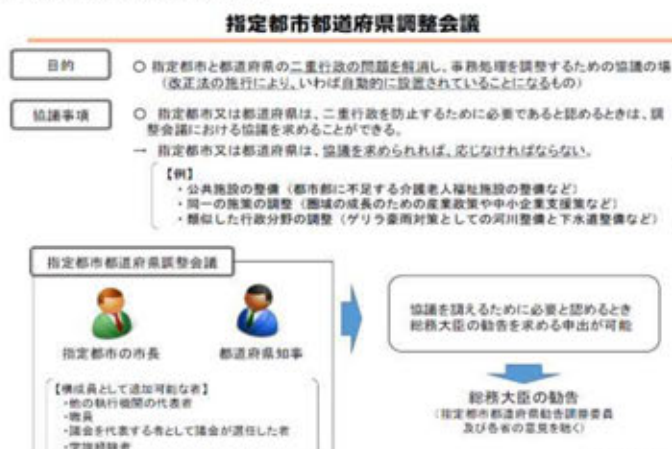 指定都市都道府県調整会議
目的
○ 指定都市と都道府県の二重行政の問題を解消し、事務処理を調整するための協議の場
（改正法の施行により、いわば自動的に設置されていることになるもの）
協議事項
○ 指定都市又は都道府県は、二重行政を防止するために必要であると認めるときは、調
整会議における協議を求めることができる。
→ 指定都市又は都道府県は、協議を求められれば、応じなければならない。
【例】
・公共施設の整備（都市部に不足する介護老人福祉施設の整備など）
・同一の施策の調整（圏域の成長のための産業政策や中小企業支援策など）
・類似した行政分野の調整（ゲリラ豪雨対策としての河川整備と下水道整備など）
指定都市都道府県調整会議
指定都市の市長
都道府県知事
【構成員として追加可能な者】
・他の執行機関の代表者
・職員
・議会を代表する者として議会が選任した者
・学識経験者
協議を調えるために必要と認めるとき
総務大臣の勧告を求める申出が可能
総務大臣の勧告
（指定都市都道府県勧告調整委員
及び各省の意見を聴く）